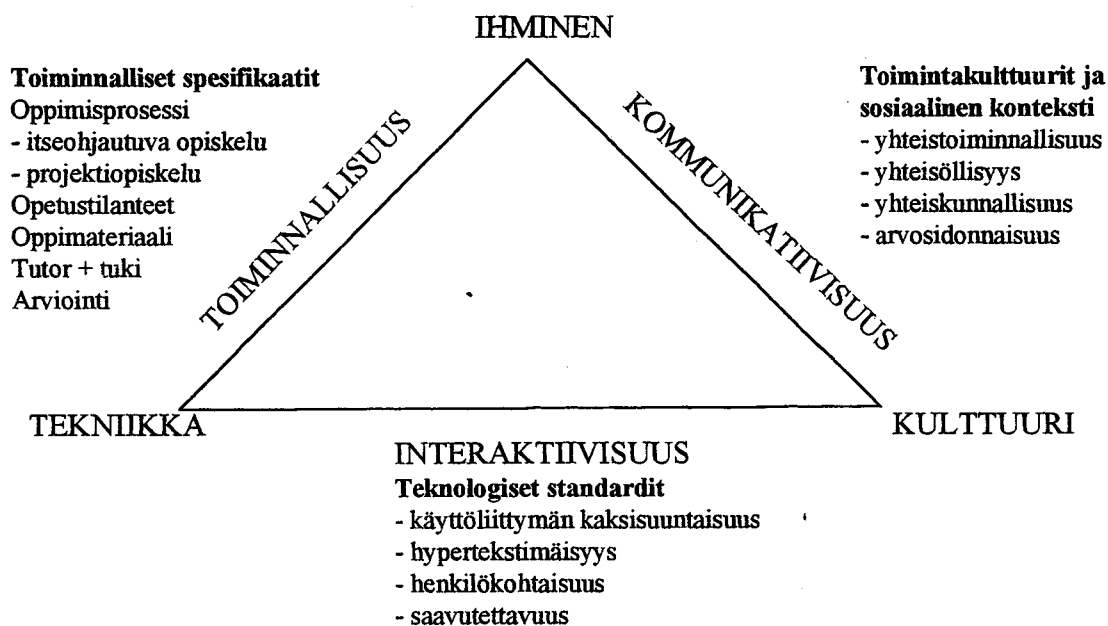 IHMINEN
Toiminnalliset spesifikaatit
Oppimisprosessi
- itseohjautuva opiskelu
- projektiopiskelu
Opetustilanteet
Oppimateriaali
Tutor + tuki
Arviointi
TOIMINNALLISUUS
KOMMUNIKATIIVISUUS
Toimintakulttuurit ja
sosiaalinen konteksti
- yhteistoiminnallisuus
- yhteisöllisyys
- yhteiskunnallisuus
- arvosidonnaisuus
TEKNIIKKA
KULTTUURI
INTERAKTIIVISUUS
Teknologiset standardit
- käyttöliittymän kaksisuuntaisuus
- hypertekstimäisyys
- henkilökohtaisuus
- saavutettavuus